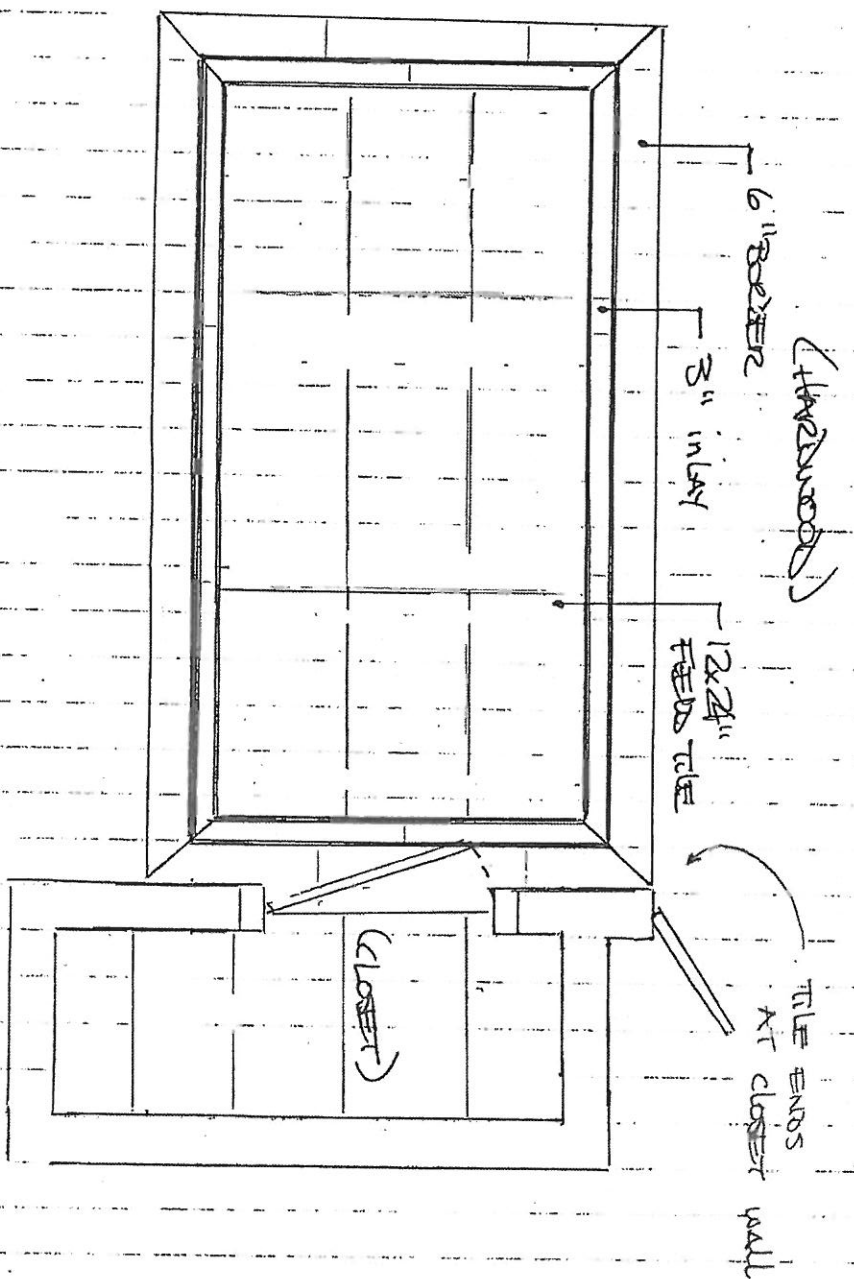 (HARDWOOD)
6" BORDER
3" inLAY
12x24"
FIELD TILE
TILE ENDS
AT CLOSET WALL
(CLOSET)